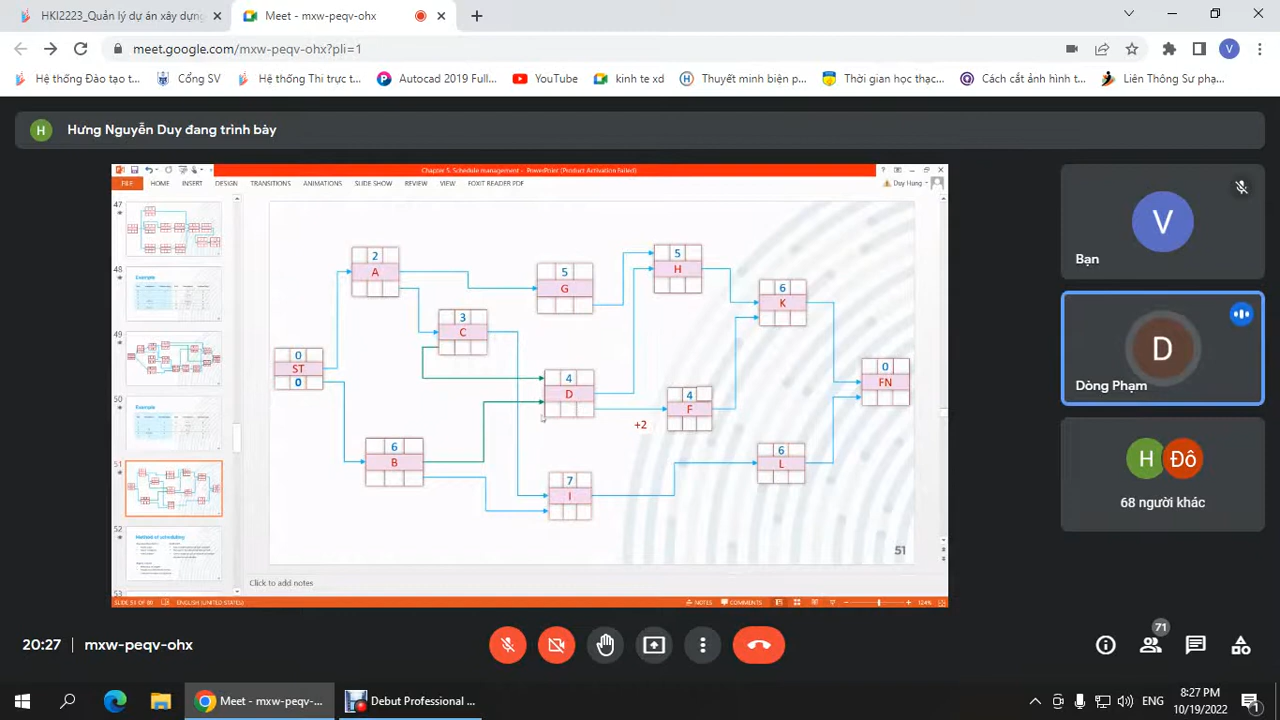 HKI2223_Quản lý dự án xây dựng
Meet - mxw-peqv-ohx
meet.google.com/mxw-peqv-ohx?pli=1
V
Hệ thống Đào tạo t...
Cổng SV
Hệ thống Thi trực t...
Autocad 2019 Full...
YouTube
kinh te xd
Thuyết minh biện p...
Thời gian học thạc...
Cách cắt ảnh hình t...
Liên Thông Sư phạ...
H
Hưng Nguyễn Duy đang trình bày
Chapter 5: Schedule management - PowerPoint (Product Activation Failed)
FILE HOME INSERT DESIGN TRANSITIONS ANIMATIONS SLIDE SHOW REVIEW VIEW FOXIT READER PDF
Duy Hung
47
48
Example
49
50
Example
51
52
53
2
A
5
G
5
H
3
C
6
K
0
ST
0
4
D
0
FN
4
F
+2
6
B
6
L
7
I
51
Click to add notes
SLIDE 51 OF 80 ENGLISH (UNITED STATES)
NOTES COMMENTS
124%
V
Bạn
D
Dòng Phạm
H Đô
68 người khác
20:27 mxw-peqv-ohx
71
Meet - mxw-peqv-...
Debut Professional ...
ENG
8:27 PM
10/19/2022
1